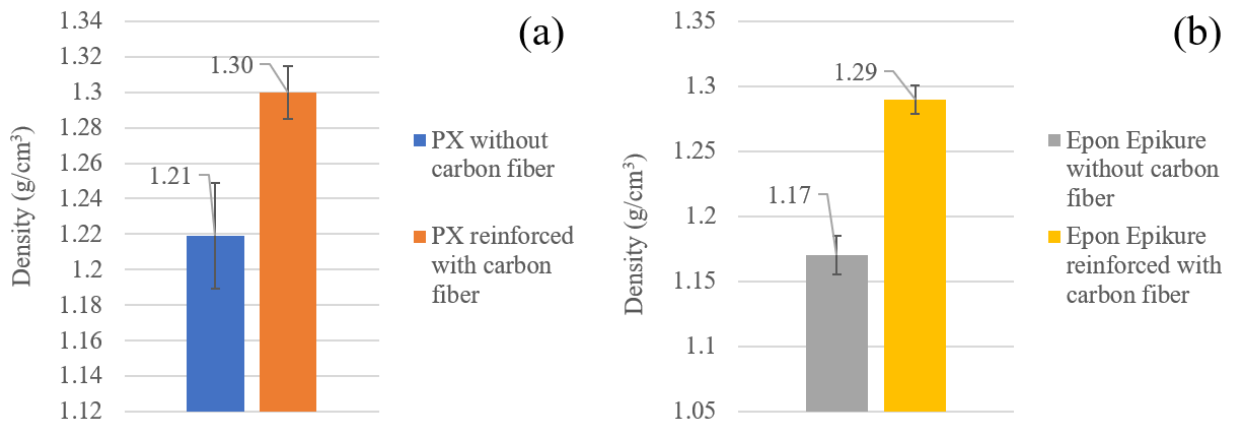 (a)
Density (g/cm³)
1.34
1.32
1.3
1.28
1.26
1.24
1.22
1.2
1.18
1.16
1.14
1.12
1.21
1.30
PX without
carbon fiber
PX reinforced
with carbon
fiber
(b)
Density (g/cm³)
1.35
1.3
1.25
1.2
1.15
1.1
1.05
1.17
1.29
Epon Epikure
without carbon
fiber
Epon Epikure
reinforced with
carbon fiber